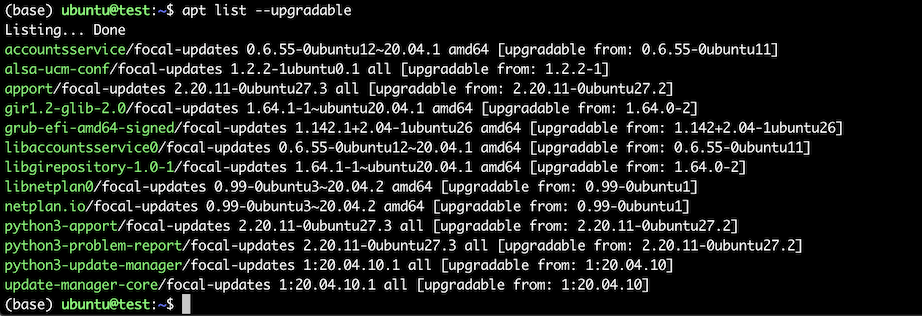 (base) ubuntu@test:~$ apt list --upgradable
Listing... Done
accountsservice/focal-updates 0.6.55-0ubuntu12~20.04.1 amd64 [upgradable from: 0.6.55-0ubuntu11]
alsa-ucm-conf/focal-updates 1.2.2-1ubuntu0.1 all [upgradable from: 1.2.2-1]
apport/focal-updates 2.20.11-0ubuntu27.3 all [upgradable from: 2.20.11-0ubuntu27.2]
gir1.2-glib-2.0/focal-updates 1.64.1-1~ubuntu20.04.1 amd64 [upgradable from: 1.64.0-2]
grub-efi-amd64-signed/focal-updates 1.142.1+2.04-1ubuntu26 amd64 [upgradable from: 1.142+2.04-1ubuntu26]
libaccountsservice0/focal-updates 0.6.55-0ubuntu12~20.04.1 amd64 [upgradable from: 0.6.55-0ubuntu11]
libgirepository-1.0-1/focal-updates 1.64.1-1~ubuntu20.04.1 amd64 [upgradable from: 1.64.0-2]
libnetplan0/focal-updates 0.99-0ubuntu3~20.04.2 amd64 [upgradable from: 0.99-0ubuntu1]
netplan.io/focal-updates 0.99-0ubuntu3~20.04.2 amd64 [upgradable from: 0.99-0ubuntu1]
python3-apport/focal-updates 2.20.11-0ubuntu27.3 all [upgradable from: 2.20.11-0ubuntu27.2]
python3-problem-report/focal-updates 2.20.11-0ubuntu27.3 all [upgradable from: 2.20.11-0ubuntu27.2]
python3-update-manager/focal-updates 1:20.04.10.1 all [upgradable from: 1:20.04.10]
update-manager-core/focal-updates 1:20.04.10.1 all [upgradable from: 1:20.04.10]
(base) ubuntu@test:~$